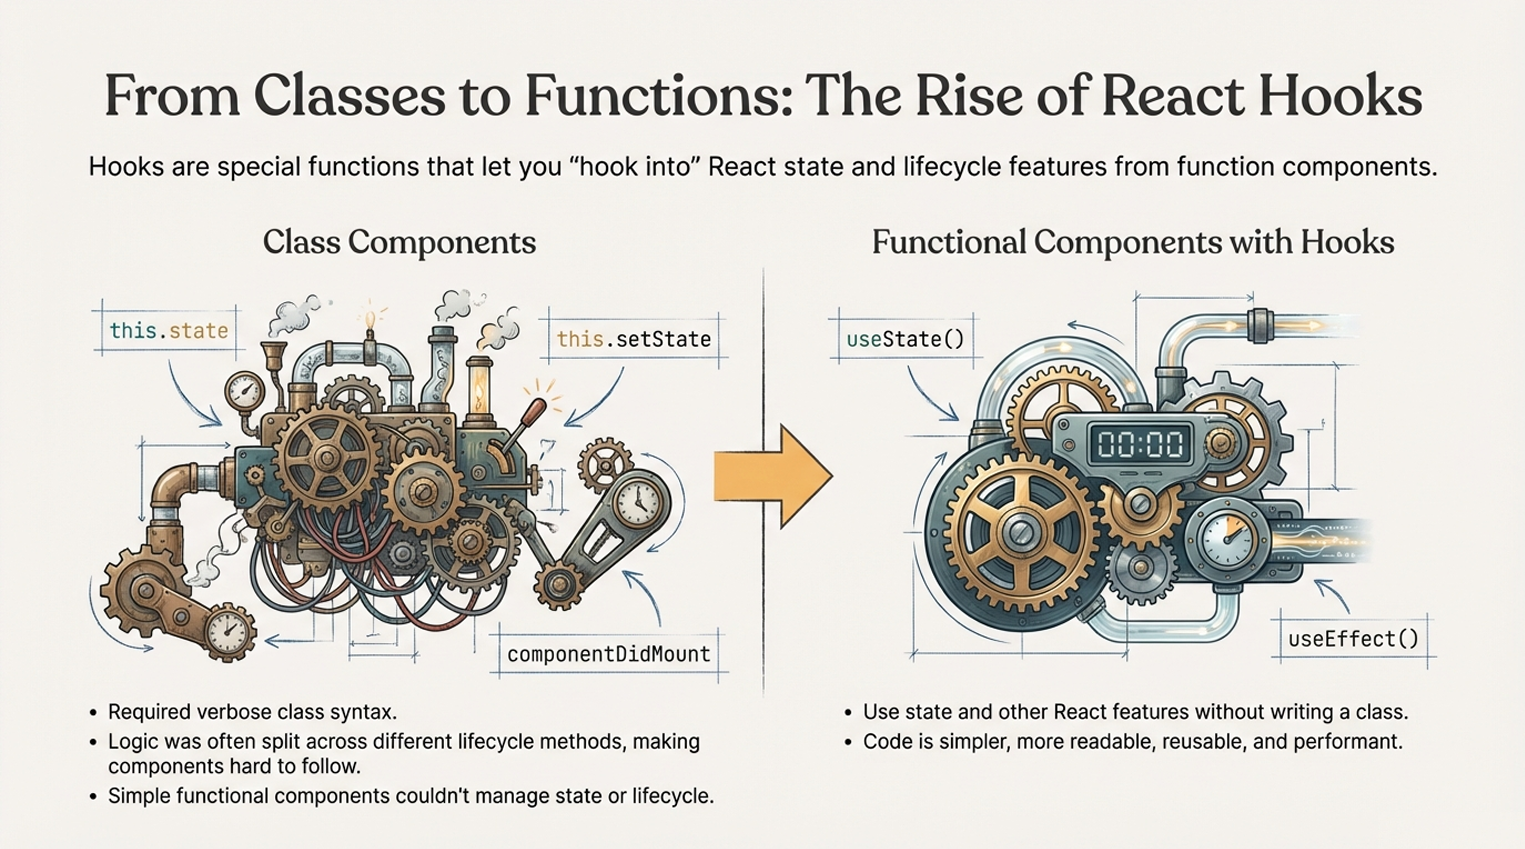 From Classes to Functions: The Rise of React Hooks
Hooks are special functions that let you “hook into” React state and lifecycle features from function components.
Class Components
this.state
this.setState
componentDidMount
• Required verbose class syntax.
• Logic was often split across different lifecycle methods, making
components hard to follow.
• Simple functional components couldn't manage state or lifecycle.
Functional Components with Hooks
useState()
00:00
useEffect()
• Use state and other React features without writing a class.
• Code is simpler, more readable, reusable, and performant.